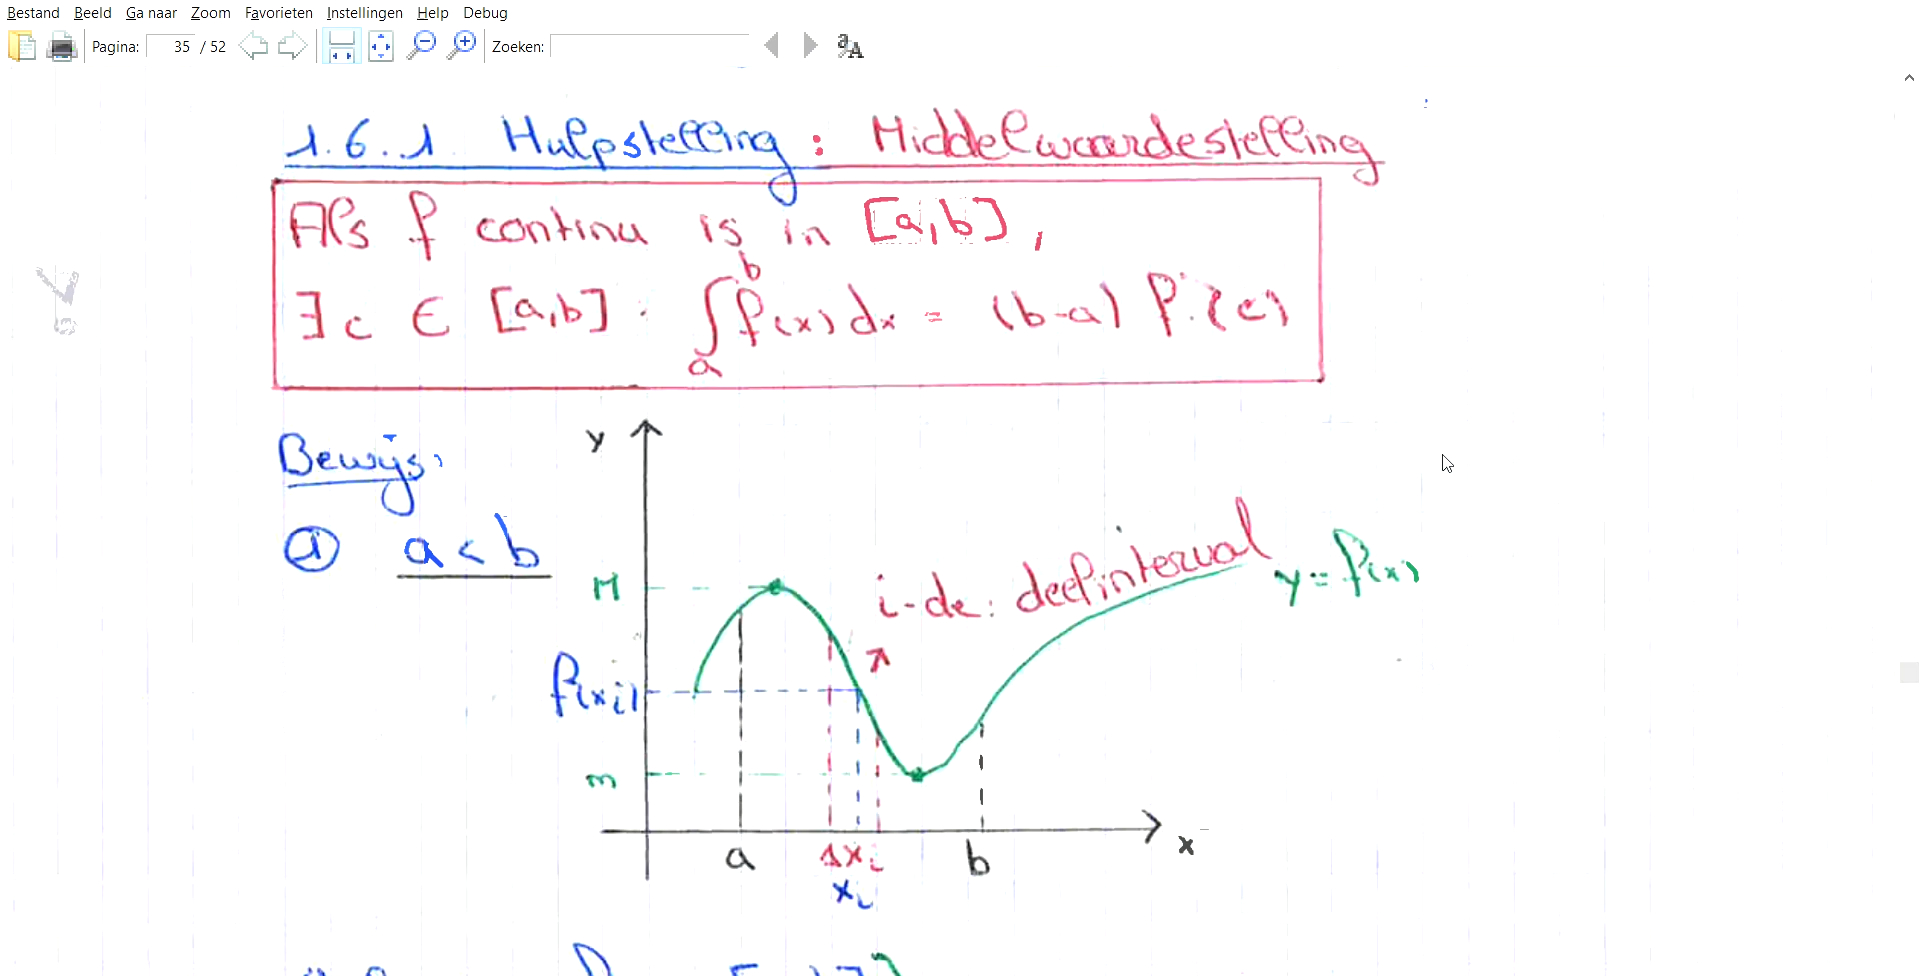 Bestand Beeld Ga naar Zoom Favorieten Instellingen Help Debug
Pagina: 35 / 52 Zoeken:
1.6.1 Hulpstelling : Middelwaardestelling
Als f continu is in [a,b],
∃ c ∈ [a,b] : ∫_a^b f(x) dx = (b-a) f(c)
Bewijs:
① a < b
y
M
i-de: deelinterval
y = f(x)
f(xᵢ)
m
a Δxᵢ b x
xᵢ